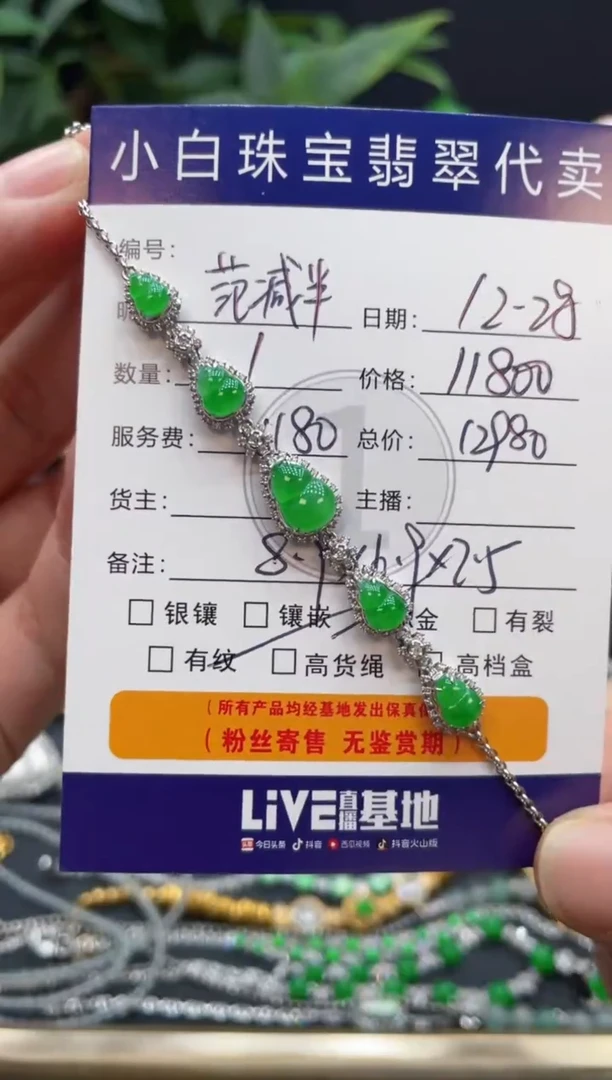 小白珠宝翡翠代卖
编号:
范减半 日期: 12-28
数量: 1 价格: 11800
服务费: 1180 总价: 12980
货主: 主播:
备注:
银镶 镶嵌 金 有裂
有纹 高货绳 高档盒
(所有产品均经基地发出保真
(粉丝寄售 无鉴赏期)
LiVE直播基地
今日头条 抖音 西瓜视频 抖音火山版